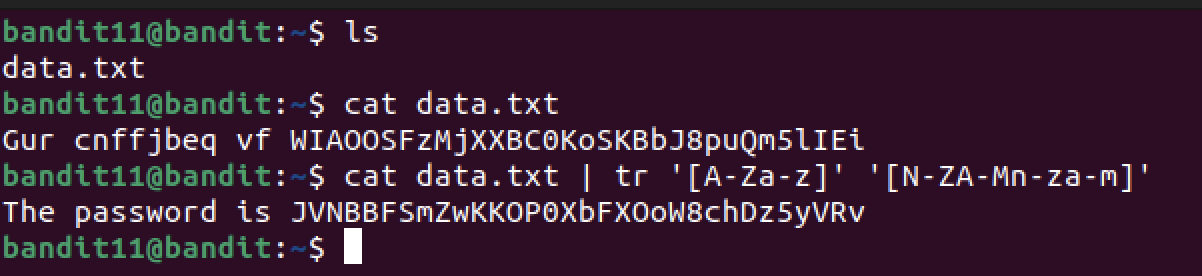 bandit11@bandit:~$ ls
data.txt
bandit11@bandit:~$ cat data.txt
Gur cnffjbeq vf WIAOOSFzMjXXBC0KoSKBbJ8puQm5lIEi
bandit11@bandit:~$ cat data.txt | tr '[A-Za-z]' '[N-ZA-Mn-za-m]'
The password is JVNBBFSmZwKKOP0XbFXOoW8chDz5yVRv
bandit11@bandit:~$